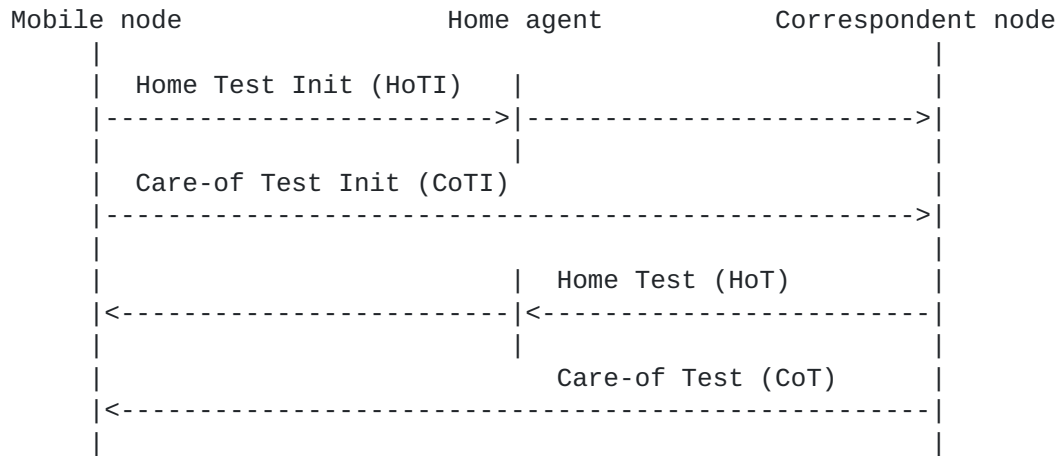 Mobile node                 Home agent           Correspondent node
     |                                                     |
     |  Home Test Init (HoTI)   |                          |
     |------------------------->|------------------------->|
     |                          |                          |
     |  Care-of Test Init (CoTI)                           |
     |---------------------------------------------------->|
     |                                                     |
     |                          |  Home Test (HoT)         |
     |<-------------------------|<-------------------------|
     |                          |                          |
     |                             Care-of Test (CoT)      |
     |<----------------------------------------------------|
     |                                                     |